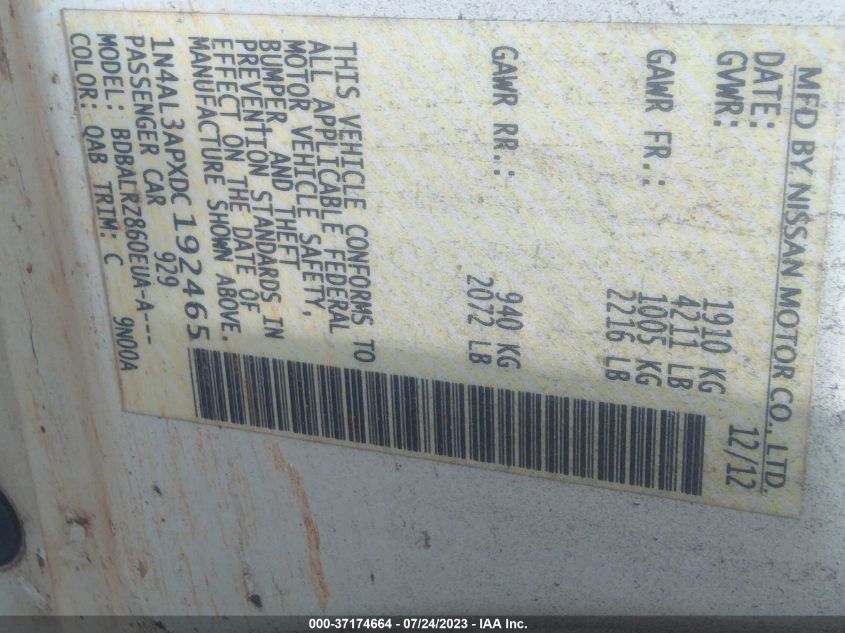 MFD BY NISSAN MOTOR CO., LTD.
DATE: 12/12
GVWR: 1910 KG
4211 LB
GAWR FR.: 1005 KG
2216 LB
GAWR RR.: 940 KG
2072 LB
THIS VEHICLE CONFORMS TO
ALL APPLICABLE FEDERAL
MOTOR VEHICLE SAFETY,
BUMPER AND THEFT
PREVENTION STANDARDS IN
EFFECT ON THE DATE OF
MANUFACTURE SHOWN ABOVE.
1N4AL3APXDC192465
PASSENGER CAR 929
MODEL: BDBALRZ860EUA-A---
COLOR: QAB TRIM: C 9N00A
000-37174664 / 07/24/2023 - IAA Inc.